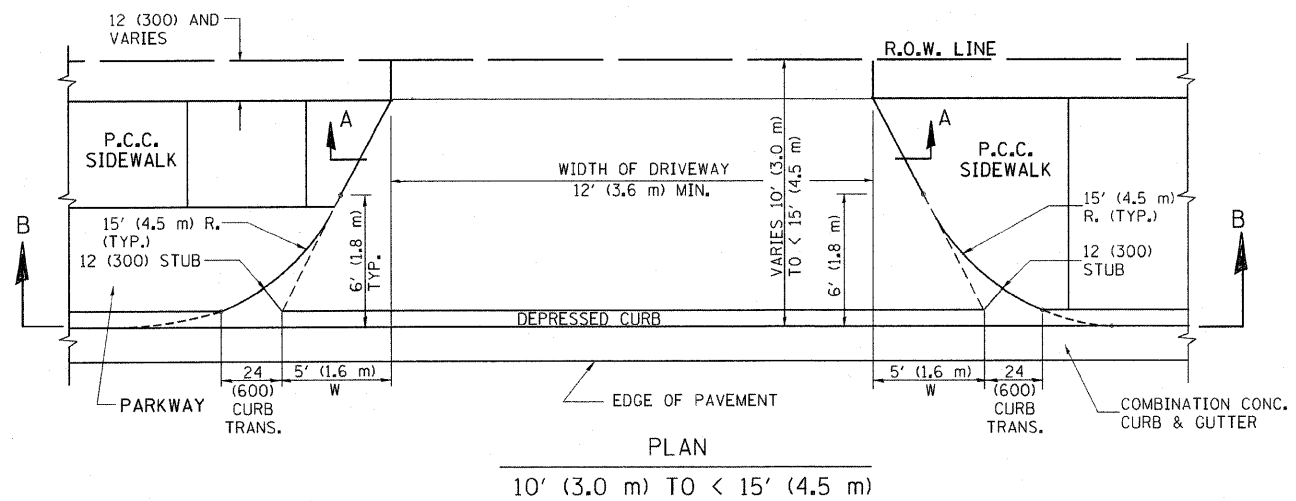 12 (300) AND
VARIES
R.O.W. LINE
A
A
P.C.C.
SIDEWALK
P.C.C.
SIDEWALK
WIDTH OF DRIVEWAY
12' (3.6 m) MIN.
VARIES 10' (3.0 m)
TO < 15' (4.5 m)
B
B
15' (4.5 m) R.
(TYP.)
12 (300) STUB
6' (1.8 m)
TYP.
6' (1.8 m)
15' (4.5 m)
R. (TYP.)
12 (300)
STUB
DEPRESSED CURB
24
(600)
CURB
TRANS.
5' (1.6 m)
W
5' (1.6 m)
W
24
(600)
CURB
TRANS.
PARKWAY
EDGE OF PAVEMENT
COMBINATION CONC.
CURB & GUTTER
PLAN
10' (3.0 m) TO < 15' (4.5 m)